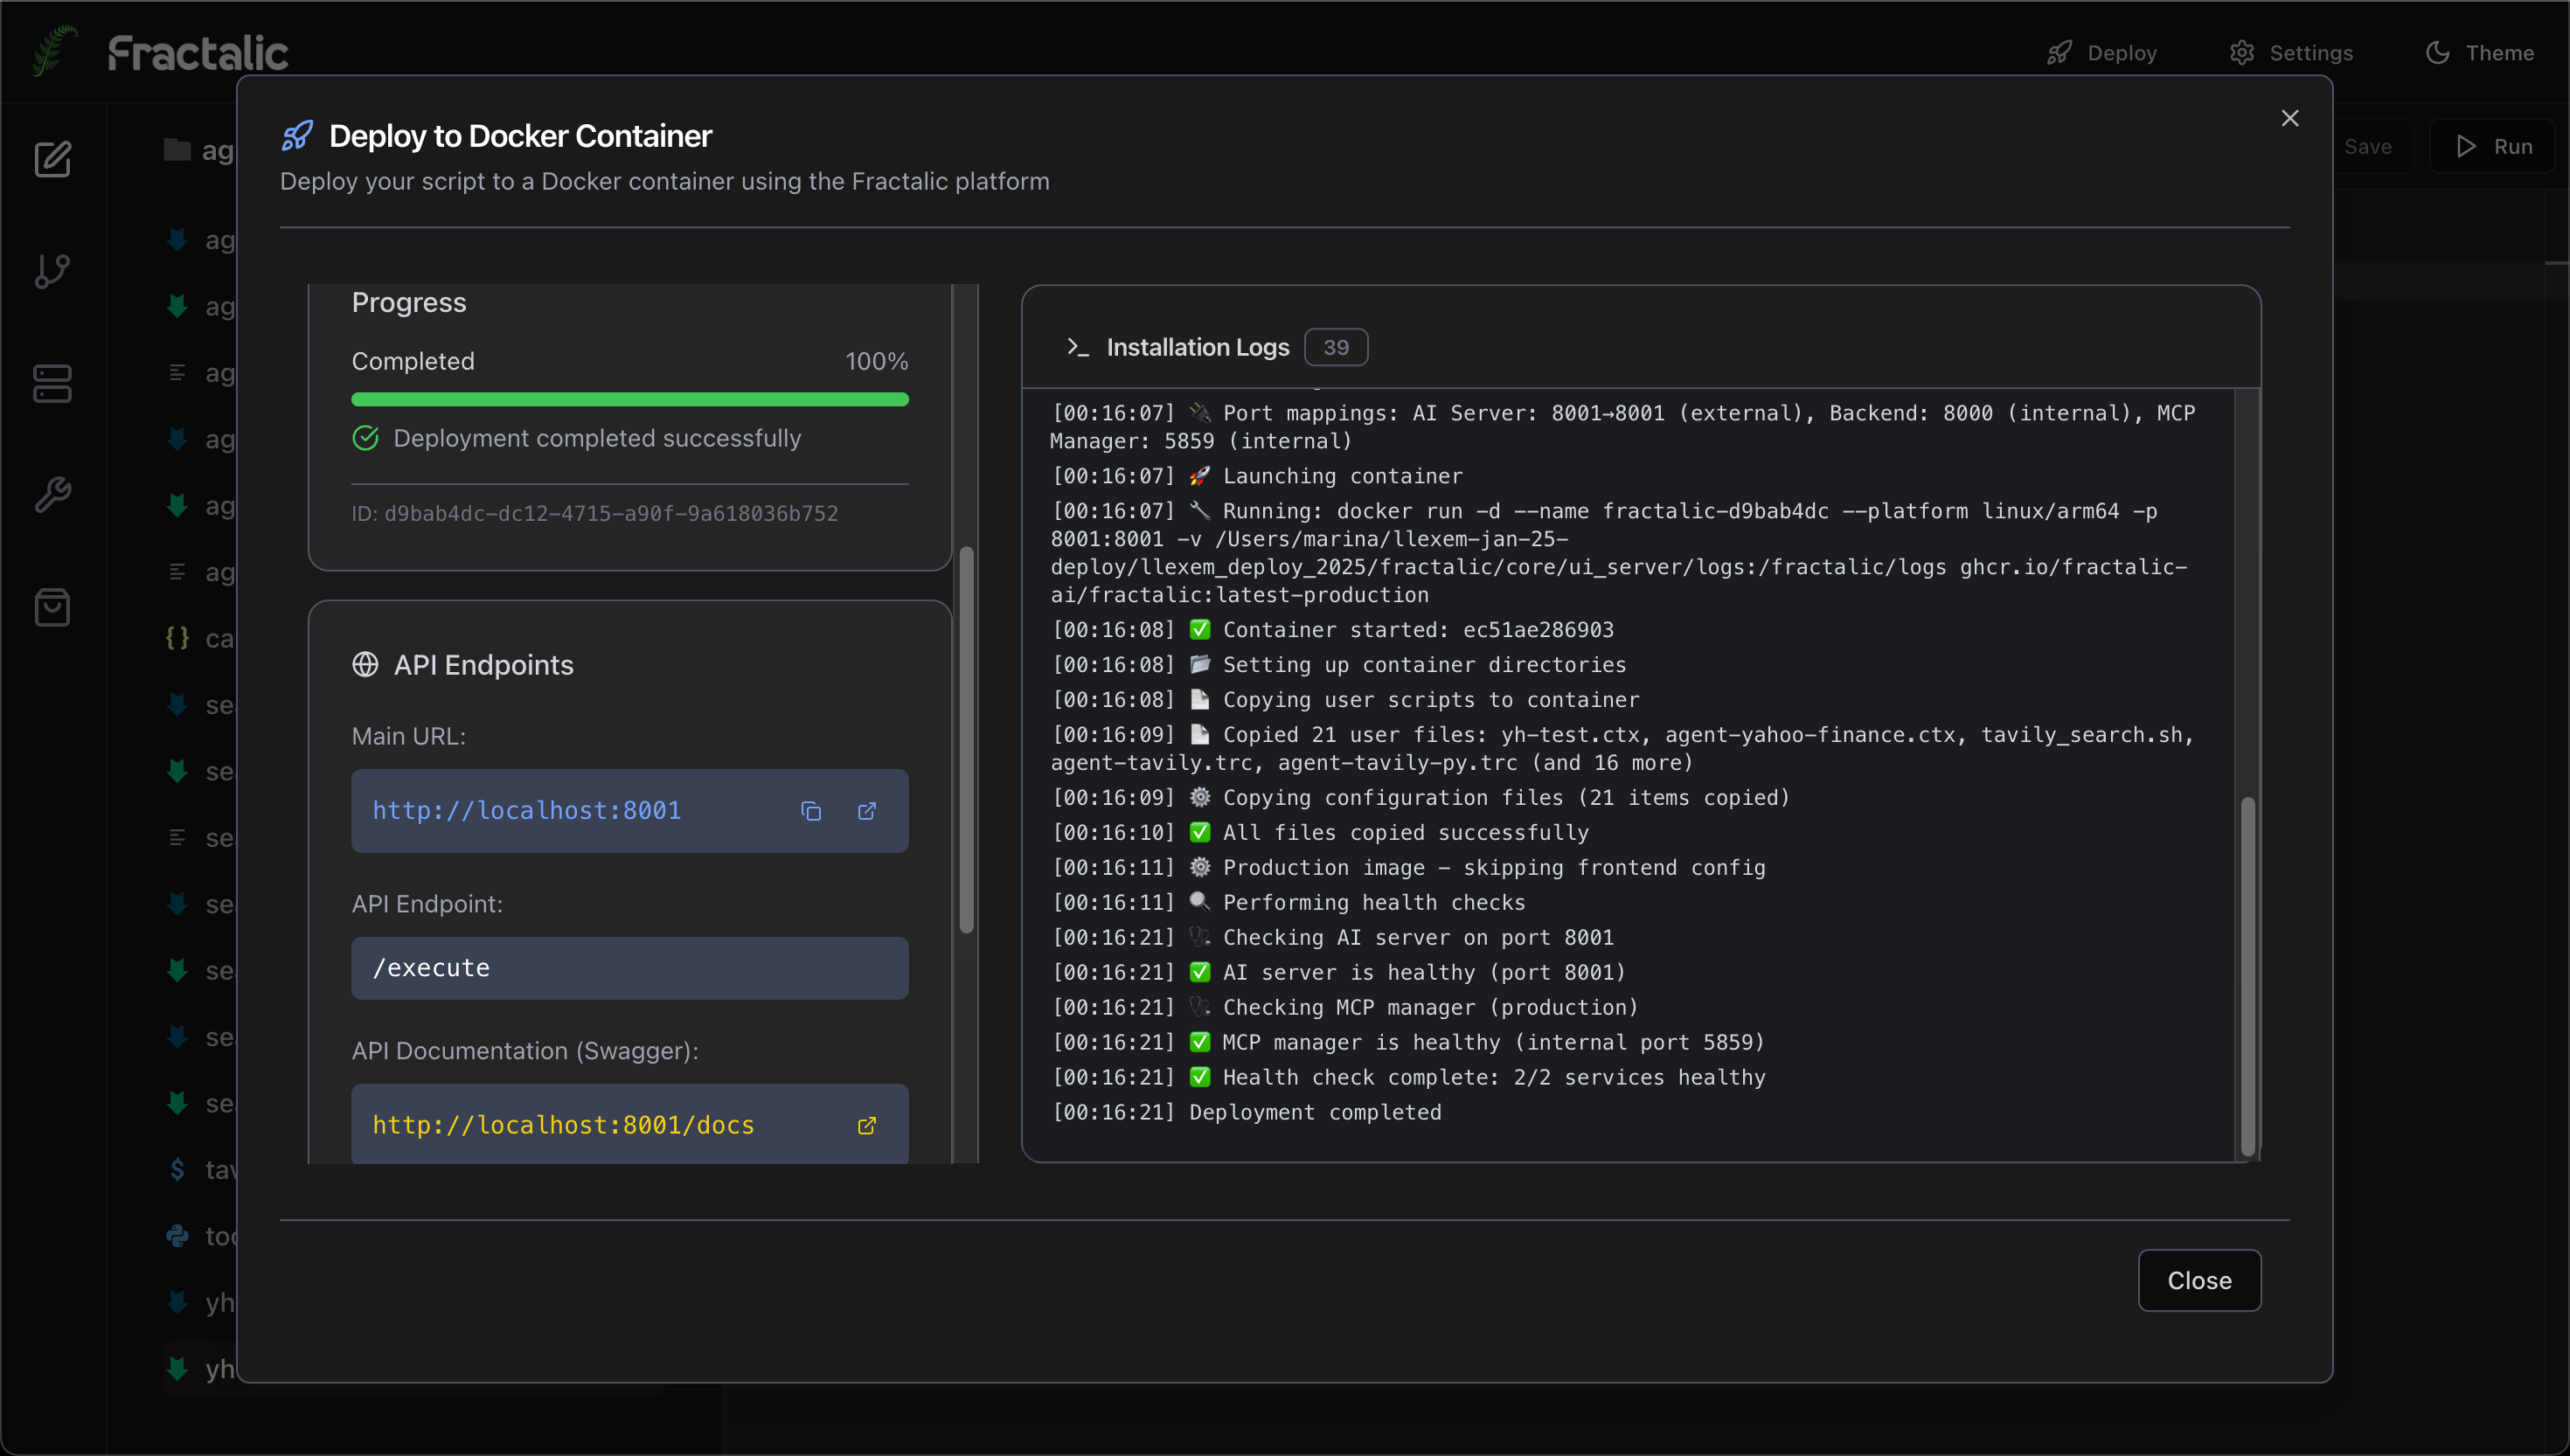 Fractalic
Deploy
Settings
Theme
Save
Run
ag
ag
ag
ag
ag
ag
ag
{} ca
se
se
se
se
se
se
se
$ tav
too
yh
yh
Deploy to Docker Container
Deploy your script to a Docker container using the Fractalic platform
Progress
Completed 100%
Deployment completed successfully
ID: d9bab4dc-dc12-4715-a90f-9a618036b752
API Endpoints
Main URL:
http://localhost:8001
API Endpoint:
/execute
API Documentation (Swagger):
http://localhost:8001/docs
>_ Installation Logs 39
[00:16:07] 🔌 Port mappings: AI Server: 8001→8001 (external), Backend: 8000 (internal), MCP
Manager: 5859 (internal)
[00:16:07] 🚀 Launching container
[00:16:07] 🔧 Running: docker run -d --name fractalic-d9bab4dc --platform linux/arm64 -p
8001:8001 -v /Users/marina/llexem-jan-25-
deploy/llexem_deploy_2025/fractalic/core/ui_server/logs:/fractalic/logs ghcr.io/fractalic-
ai/fractalic:latest-production
[00:16:08] ✅ Container started: ec51ae286903
[00:16:08] 📂 Setting up container directories
[00:16:08] 📄 Copying user scripts to container
[00:16:09] 📄 Copied 21 user files: yh-test.ctx, agent-yahoo-finance.ctx, tavily_search.sh,
agent-tavily.trc, agent-tavily-py.trc (and 16 more)
[00:16:09] ⚙️ Copying configuration files (21 items copied)
[00:16:10] ✅ All files copied successfully
[00:16:11] ⚙️ Production image – skipping frontend config
[00:16:11] 🔍 Performing health checks
[00:16:21] 🩺 Checking AI server on port 8001
[00:16:21] ✅ AI server is healthy (port 8001)
[00:16:21] 🩺 Checking MCP manager (production)
[00:16:21] ✅ MCP manager is healthy (internal port 5859)
[00:16:21] ✅ Health check complete: 2/2 services healthy
[00:16:21] Deployment completed
Close